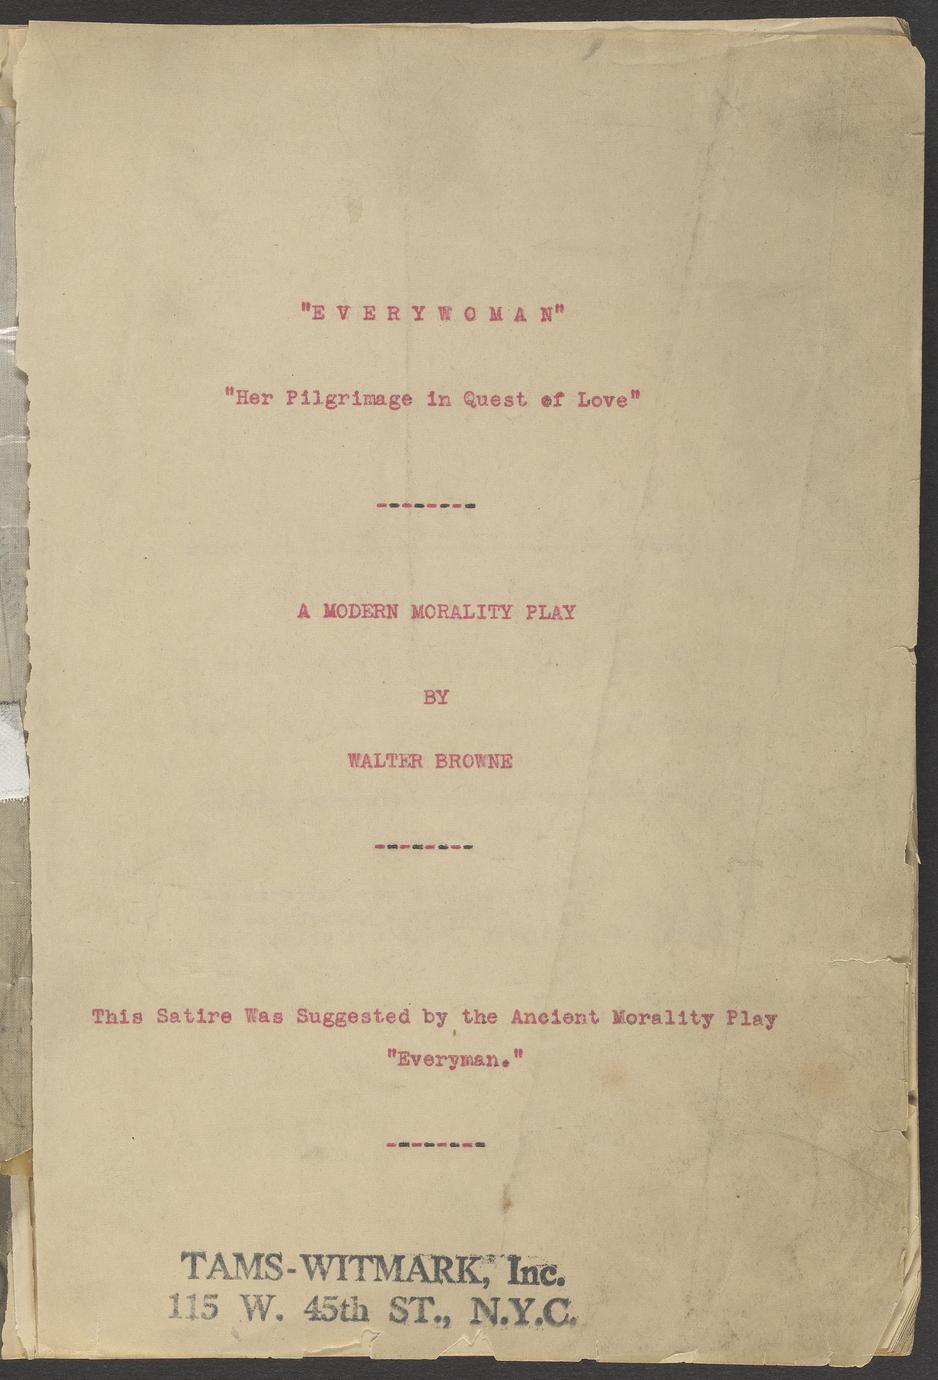 "EVERYWOMAN"
"Her Pilgrimage in Quest of Love"
--------
A MODERN MORALITY PLAY
BY
WALTER BROWNE
--------
This Satire Was Suggested by the Ancient Morality Play
"Everyman."
--------
TAMS-WITMARK, Inc.
115 W. 45th ST., N.Y.C.